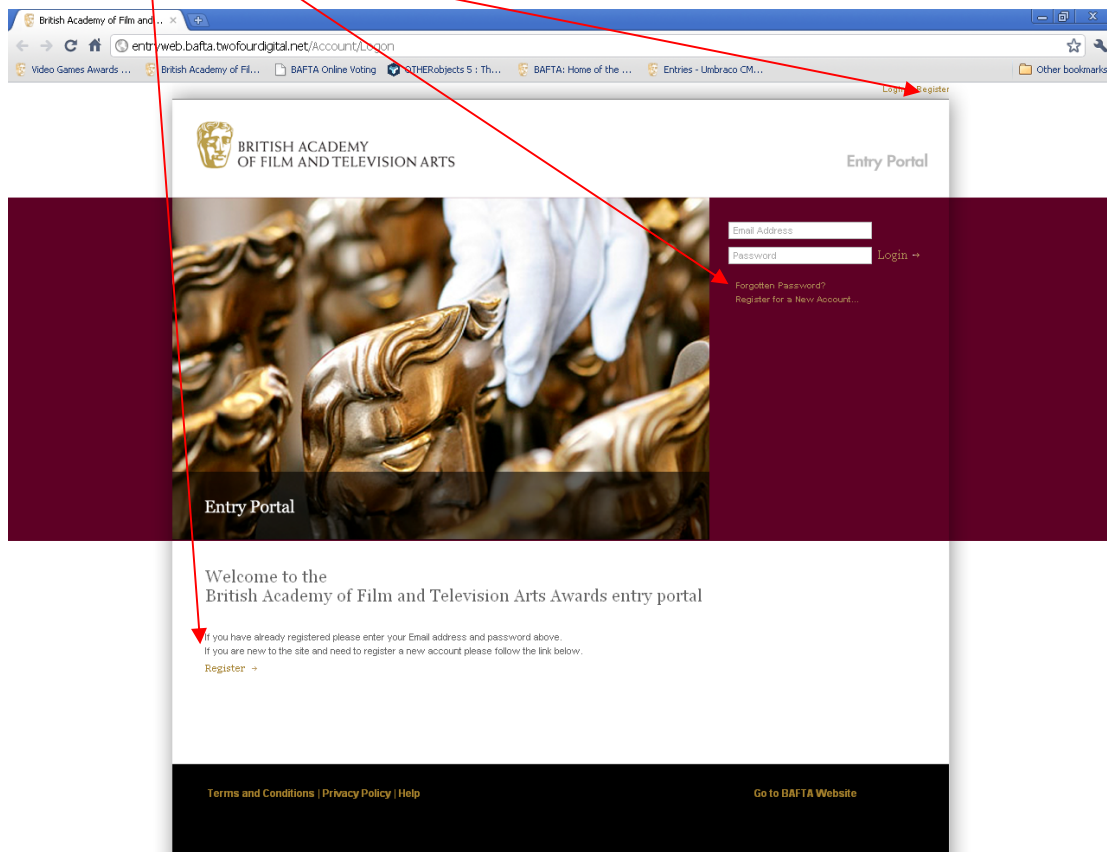 British Academy of Film and...
entryweb.bafta.twofourdigital.net/Account/Logon
Video Games Awards ... British Academy of Fil... BAFTA Online Voting OTHERobjects 5 : Th... BAFTA: Home of the ... Entries - Umbraco CM... Other bookmarks
Login Register
BRITISH ACADEMY
OF FILM AND TELEVISION ARTS
Entry Portal
Email Address
Password
Login →
Forgotten Password?
Register for a New Account...
Entry Portal
Welcome to the
British Academy of Film and Television Arts Awards entry portal
If you have already registered please enter your Email address and password above.
If you are new to the site and need to register a new account please follow the link below.
Register →
Terms and Conditions | Privacy Policy | Help
Go to BAFTA Website